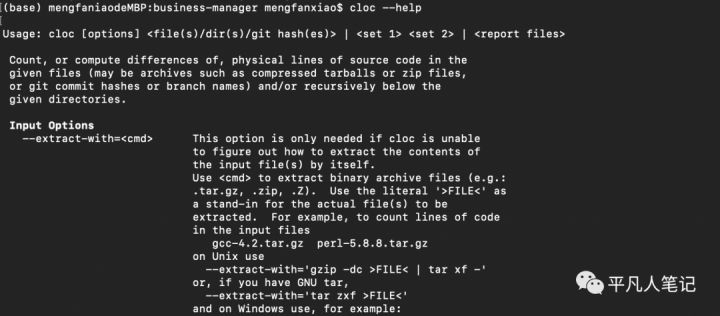 (base) mengfaniaodeMBP:business-manager mengfanxiao$ cloc --help
Usage: cloc [options] <file(s)/dir(s)/git hash(es)> | <set 1> <set 2> | <report files>
Count, or compute differences of, physical lines of source code in the
given files (may be archives such as compressed tarballs or zip files,
or git commit hashes or branch names) and/or recursively below the
given directories.
Input Options
--extract-with=<cmd> This option is only needed if cloc is unable
to figure out how to extract the contents of
the input file(s) by itself.
Use <cmd> to extract binary archive files (e.g.:
.tar.gz, .zip, .Z). Use the literal '>FILE<' as
a stand-in for the actual file(s) to be
extracted. For example, to count lines of code
in the input files
gcc-4.2.tar.gz perl-5.8.8.tar.gz
on Unix use
--extract-with='gzip -dc >FILE< | tar xf -'
or, if you have GNU tar,
--extract-with='tar zxf >FILE<'
and on Windows use, for example:
平凡人笔记